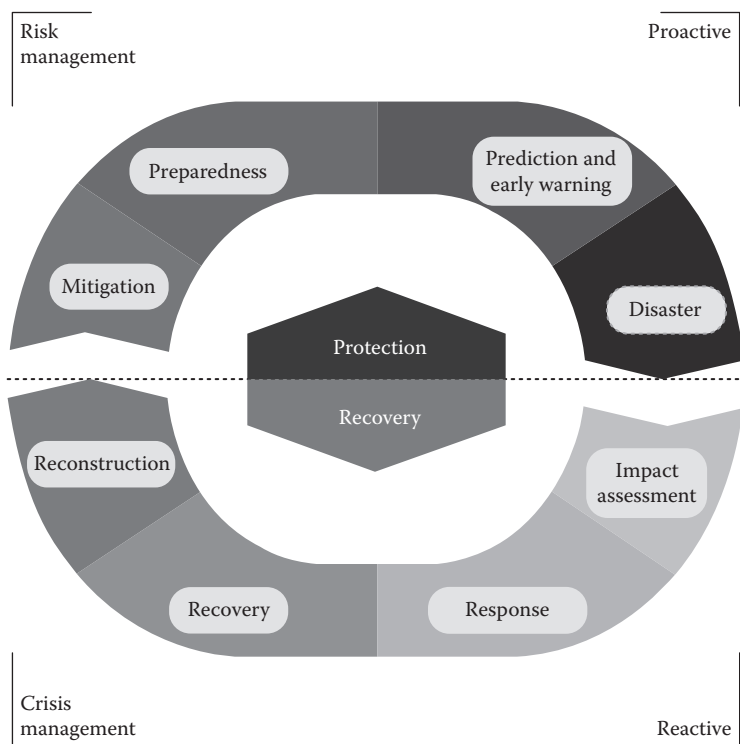 Risk
management
Proactive
Preparedness
Prediction and
early warning
Mitigation
Disaster
Protection
Recovery
Reconstruction
Impact
assessment
Recovery
Response
Crisis
management
Reactive